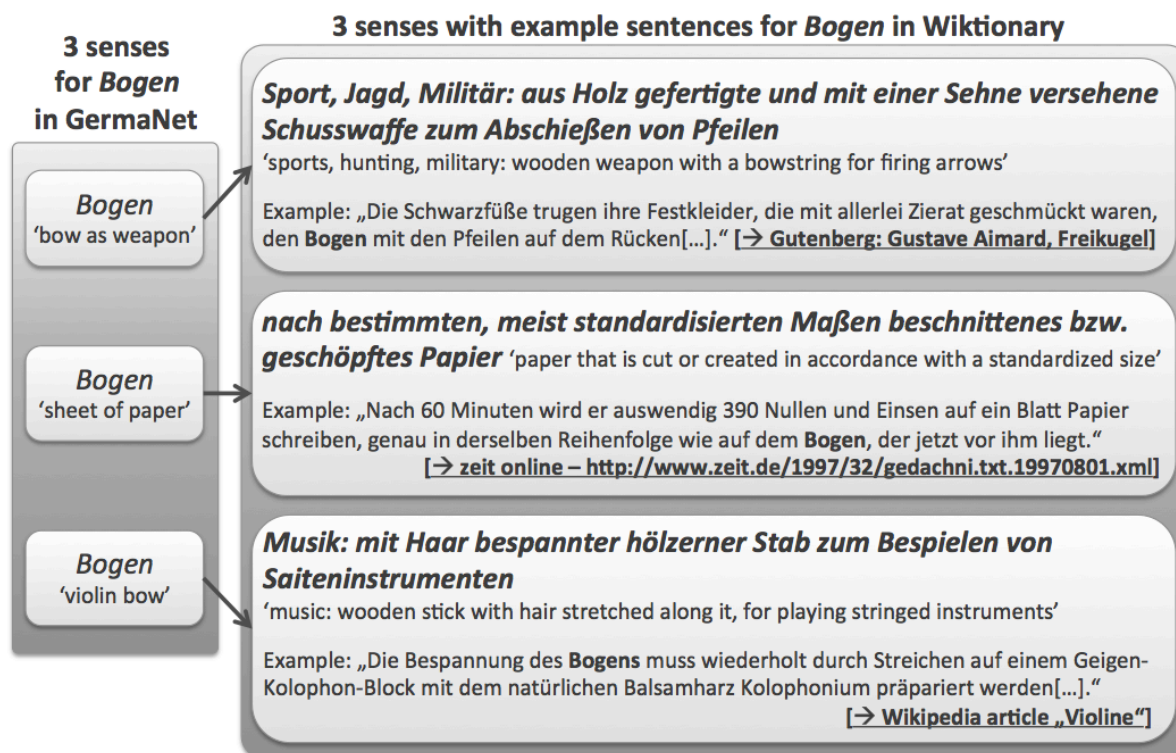 3 senses
for Bogen
in GermaNet
Bogen
‘bow as weapon’
Bogen
‘sheet of paper’
Bogen
‘violin bow’
3 senses with example sentences for Bogen in Wiktionary
Sport, Jagd, Militär: aus Holz gefertigte und mit einer Sehne versehene
Schusswaffe zum Abschießen von Pfeilen
‘sports, hunting, military: wooden weapon with a bowstring for firing arrows’
Example: „Die Schwarzfüße trugen ihre Festkleider, die mit allerlei Zierat geschmückt waren,
den Bogen mit den Pfeilen auf dem Rücken[...].“ [→ Gutenberg: Gustave Aimard, Freikugel]
nach bestimmten, meist standardisierten Maßen beschnittenes bzw.
geschöpftes Papier ‘paper that is cut or created in accordance with a standardized size’
Example: „Nach 60 Minuten wird er auswendig 390 Nullen und Einsen auf ein Blatt Papier
schreiben, genau in derselben Reihenfolge wie auf dem Bogen, der jetzt vor ihm liegt.“
[→ zeit online – http://www.zeit.de/1997/32/gedachni.txt.19970801.xml]
Musik: mit Haar bespannter hölzerner Stab zum Bespielen von
Saiteninstrumenten
‘music: wooden stick with hair stretched along it, for playing stringed instruments’
Example: „Die Bespannung des Bogens muss wiederholt durch Streichen auf einem Geigen-
Kolophon-Block mit dem natürlichen Balsamharz Kolophonium präpariert werden[...].“
[→ Wikipedia article „Violine“]